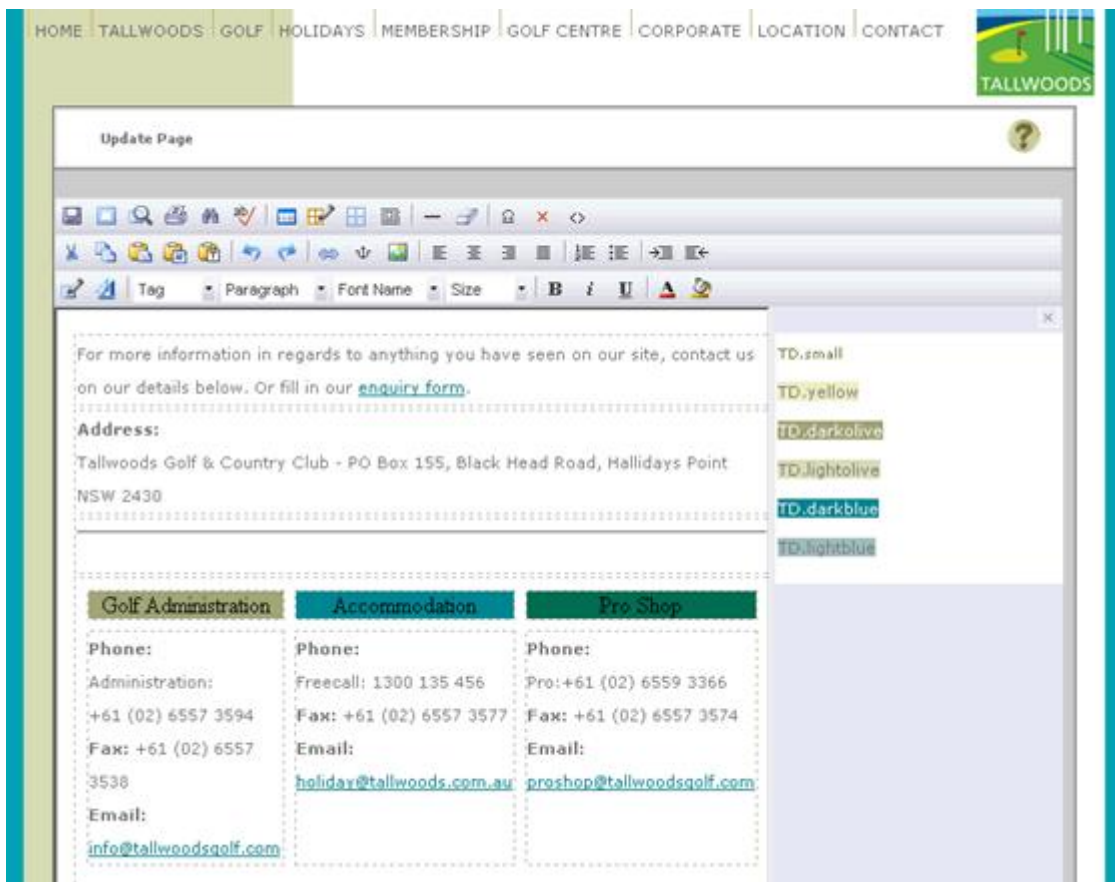 HOME TALLWOODS GOLF HOLIDAYS MEMBERSHIP GOLF CENTRE CORPORATE LOCATION CONTACT
TALLWOODS
Update Page
?
Tag Paragraph Font Name Size B i U A
For more information in regards to anything you have seen on our site, contact us
on our details below. Or fill in our enquiry form.
Address:
Tallwoods Golf & Country Club - PO Box 155, Black Head Road, Hallidays Point
NSW 2430
TD.small
TD.yellow
TD.darkolive
TD.lightolive
TD.darkblue
TD.lightblue
Golf Administration
Phone:
Administration:
+61 (02) 6557 3594
Fax: +61 (02) 6557
3538
Email:
info@tallwoodsgolf.com
Accommodation
Phone:
Freecall: 1300 135 456
Fax: +61 (02) 6557 3577
Email:
holiday@tallwoods.com.au
Pro Shop
Phone:
Pro:+61 (02) 6559 3366
Fax: +61 (02) 6557 3574
Email:
proshop@tallwoodsgolf.com